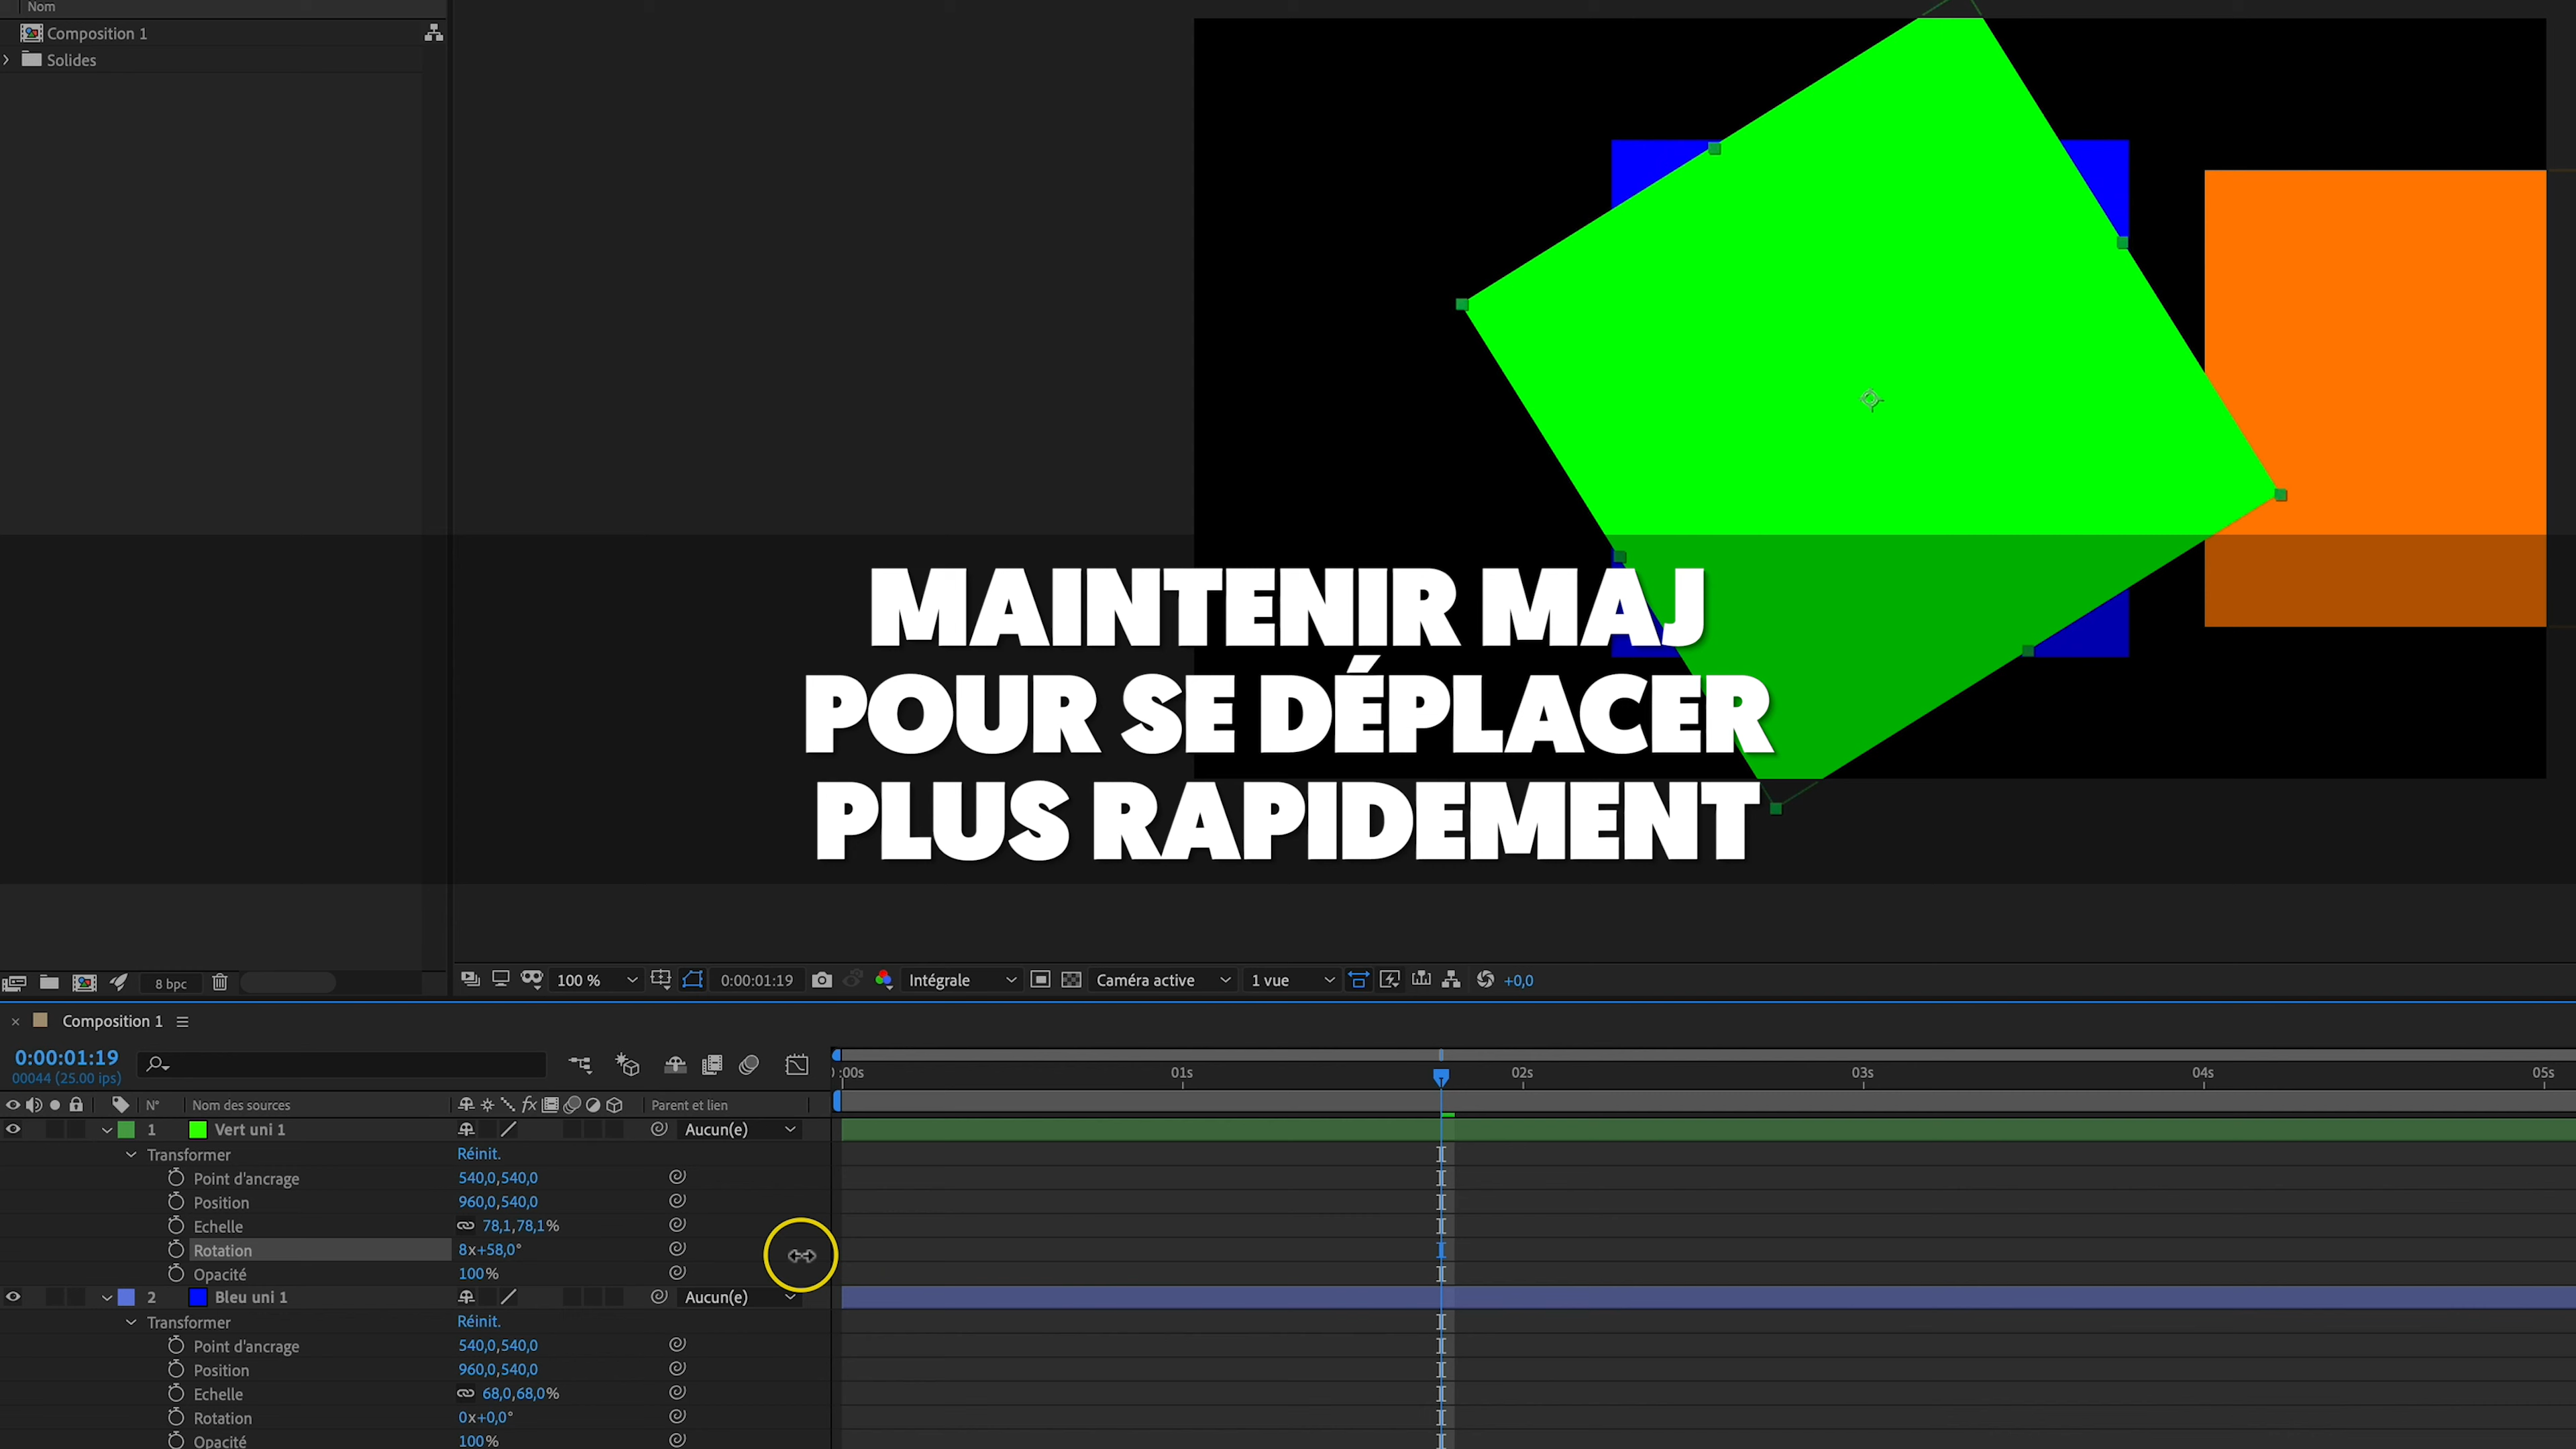 Nom
Composition 1
Solides
MAINTENIR MAJ
POUR SE DÉPLACER
PLUS RAPIDEMENT
8 bpc
100 %
0:00:01:19
Intégrale
Caméra active
1 vue
+0,0
Composition 1
0:00:01:19
00044 (25.00 ips)
:00s 01s 02s 03s 04s 05s
N° Nom des sources fx Parent et lien
1 Vert uni 1 Aucun(e)
Transformer Réinit.
Point d'ancrage 540,0,540,0
Position 960,0,540,0
Echelle 78,1,78,1%
Rotation 8x+58,0°
Opacité 100%
2 Bleu uni 1 Aucun(e)
Transformer Réinit.
Point d'ancrage 540,0,540,0
Position 960,0,540,0
Echelle 68,0,68,0%
Rotation 0x+0,0°
Opacité 100%